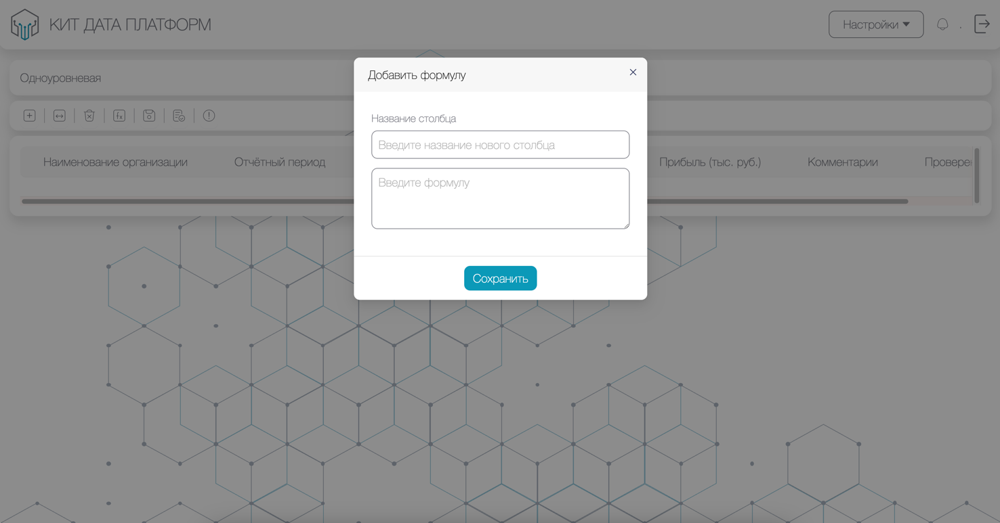 КИТ ДАТА ПЛАТФОРМ
Настройки
Одноуровневая
Добавить формулу
Название столбца
Введите название нового столбца
Введите формулу
Сохранить
Наименование организации Отчётный период Прибыль (тыс. руб.) Комментарии